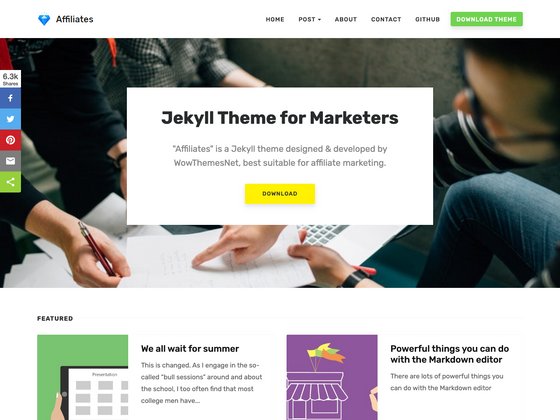 Affiliates
HOME
POST
ABOUT
CONTACT
GITHUB
DOWNLOAD THEME
6.3k
Shares
Jekyll Theme for Marketers
"Affiliates" is a Jekyll theme designed & developed by
WowThemesNet, best suitable for affiliate marketing.
DOWNLOAD
FEATURED
Presentation
We all wait for summer
This is changed. As I engage in the so-
called "bull sessions" around and about
the school, I too often find that most
college men have...
Powerful things you can do
with the Markdown editor
There are lots of powerful things you
can do with the Markdown editor